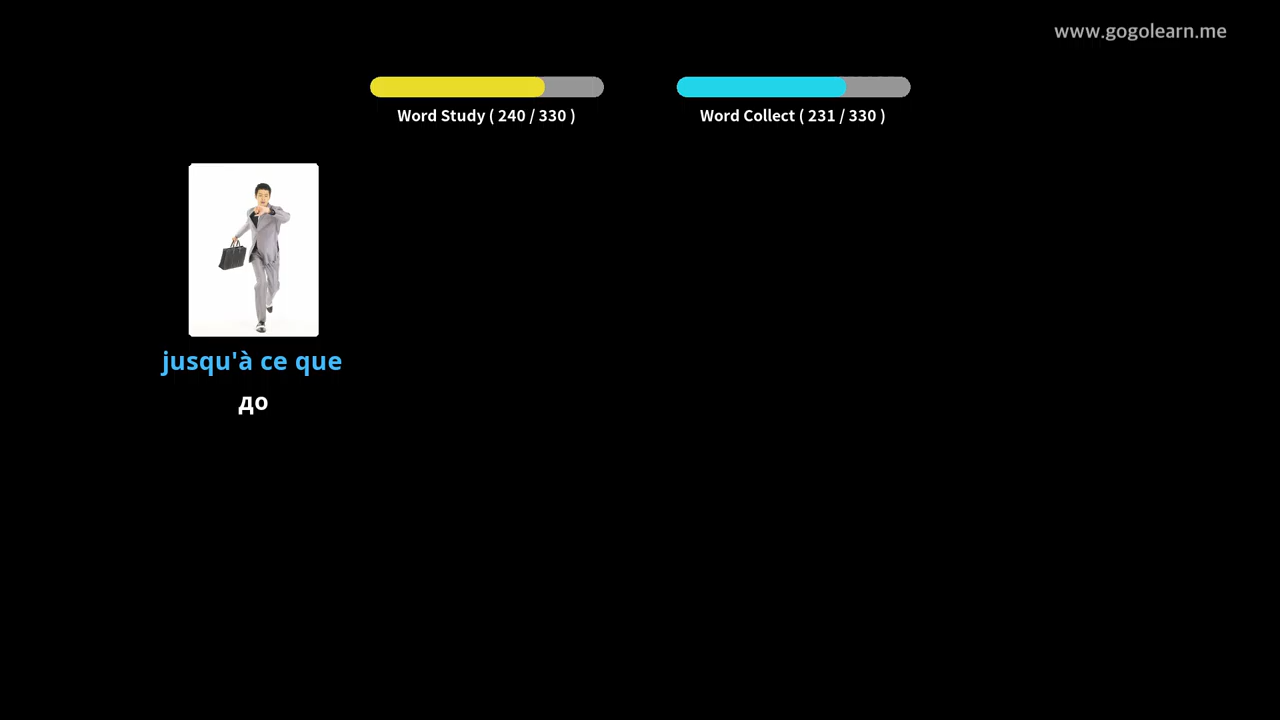 www.gogolearn.me
Word Study ( 240 / 330 )
Word Collect ( 231 / 330 )
jusqu'à ce que
до